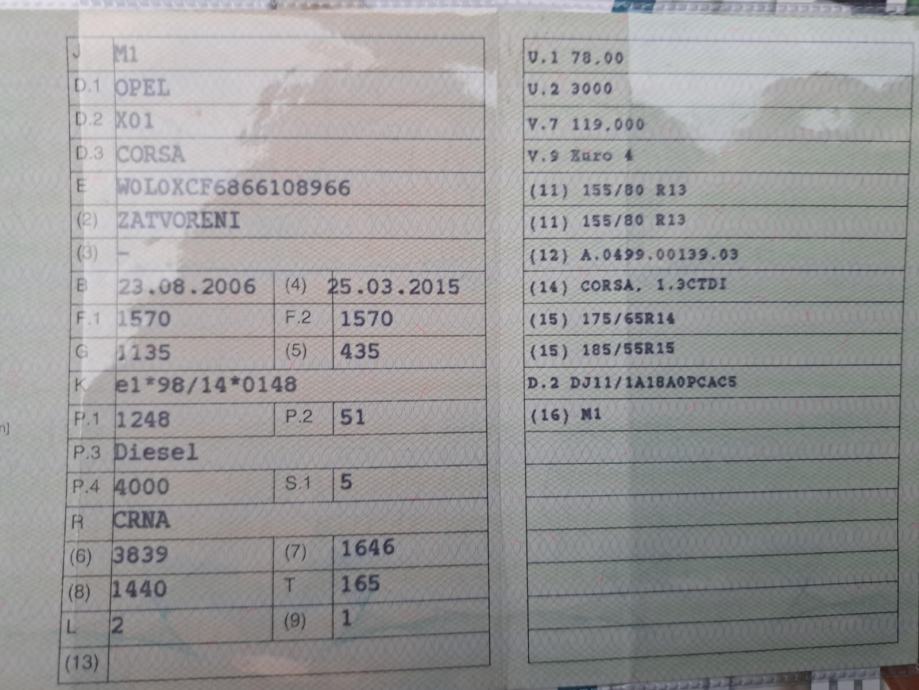 J M1
D.1 OPEL
D.2 X01
D.3 CORSA
E W0L0XCF6866108966
(2) ZATVORENI
(3) –
B 23.08.2006 (4) 25.03.2015
F.1 1570 F.2 1570
G 1135 (5) 435
K e1*98/14*0148
P.1 1248 P.2 51
P.3 Diesel
P.4 4000 S.1 5
R CRNA
(6) 3839 (7) 1646
(8) 1440 T 165
L 2 (9) 1
(13)
U.1 78,00
U.2 3000
V.7 119,000
V.9 Euro 4
(11) 155/80 R13
(11) 155/80 R13
(12) A.0499.00139.03
(14) CORSA, 1.3CTDI
(15) 175/65R14
(15) 185/55R15
D.2 DJ11/1A18A0PCAC5
(16) M1